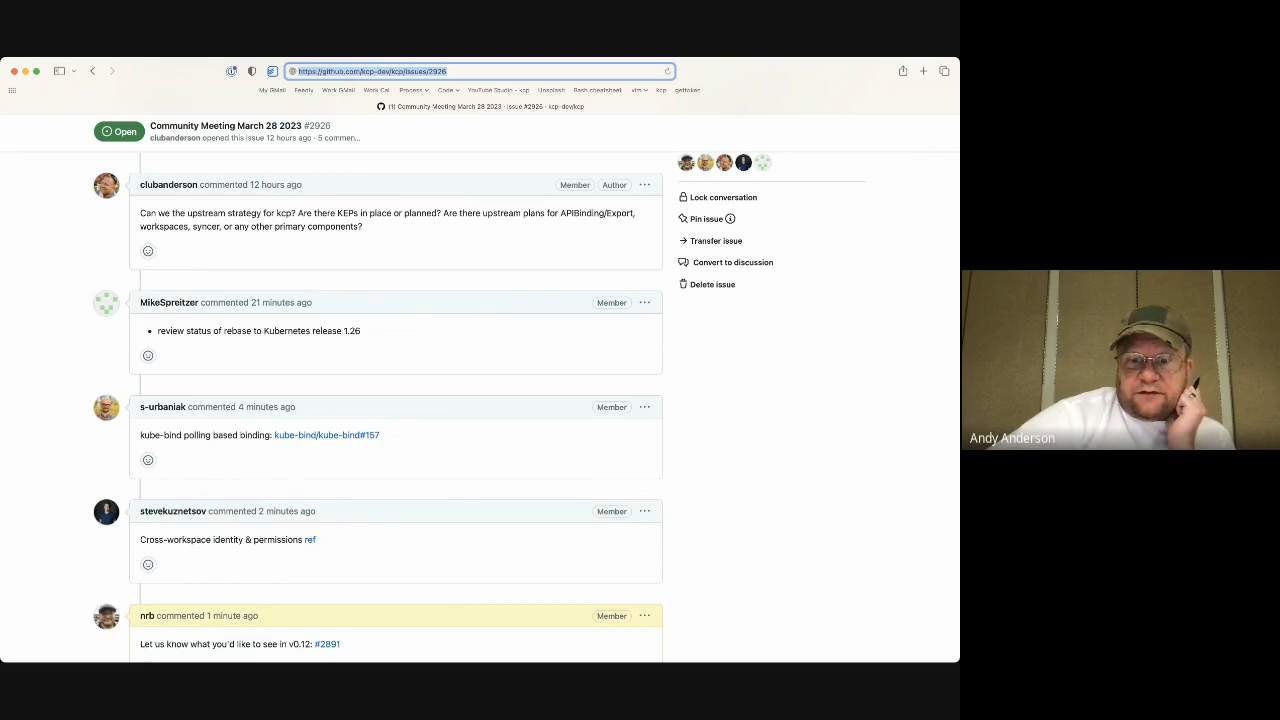 https://github.com/kcp-dev/kcp/issues/2926
My GMail Feedly Work GMail Work Cal Process Code YouTube Studio - kcp Unsplash Bash cheatsheet vim kcp gettoken
(1) Community Meeting March 28 2023 · Issue #2926 · kcp-dev/kcp
Open
Community Meeting March 28 2023 #2926
clubanderson opened this issue 12 hours ago · 5 commen...
clubanderson commented 12 hours ago Member Author ...
Can we the upstream strategy for kcp? Are there KEPs in place or planned? Are there upstream plans for APIBinding/Export,
workspaces, syncer, or any other primary components?
MikeSpreitzer commented 21 minutes ago Member ...
• review status of rebase to Kubernetes release 1.26
s-urbaniak commented 4 minutes ago Member ...
kube-bind polling based binding: kube-bind/kube-bind#157
stevekuznetsov commented 2 minutes ago Member ...
Cross-workspace identity & permissions ref
nrb commented 1 minute ago Member ...
Let us know what you'd like to see in v0.12: #2891
Lock conversation
Pin issue
Transfer issue
Convert to discussion
Delete issue
Andy Anderson